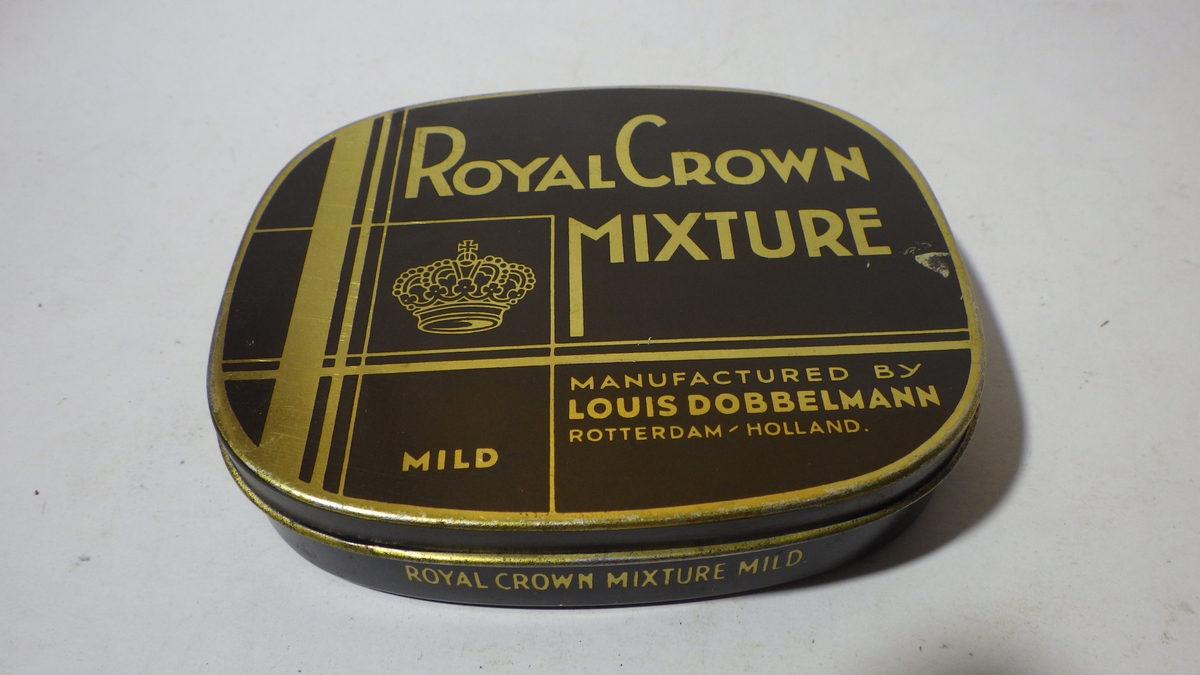 ROYAL CROWN
MIXTURE
MANUFACTURED BY
LOUIS DOBBELMANN
ROTTERDAM-HOLLAND.
MILD
ROYAL CROWN MIXTURE MILD